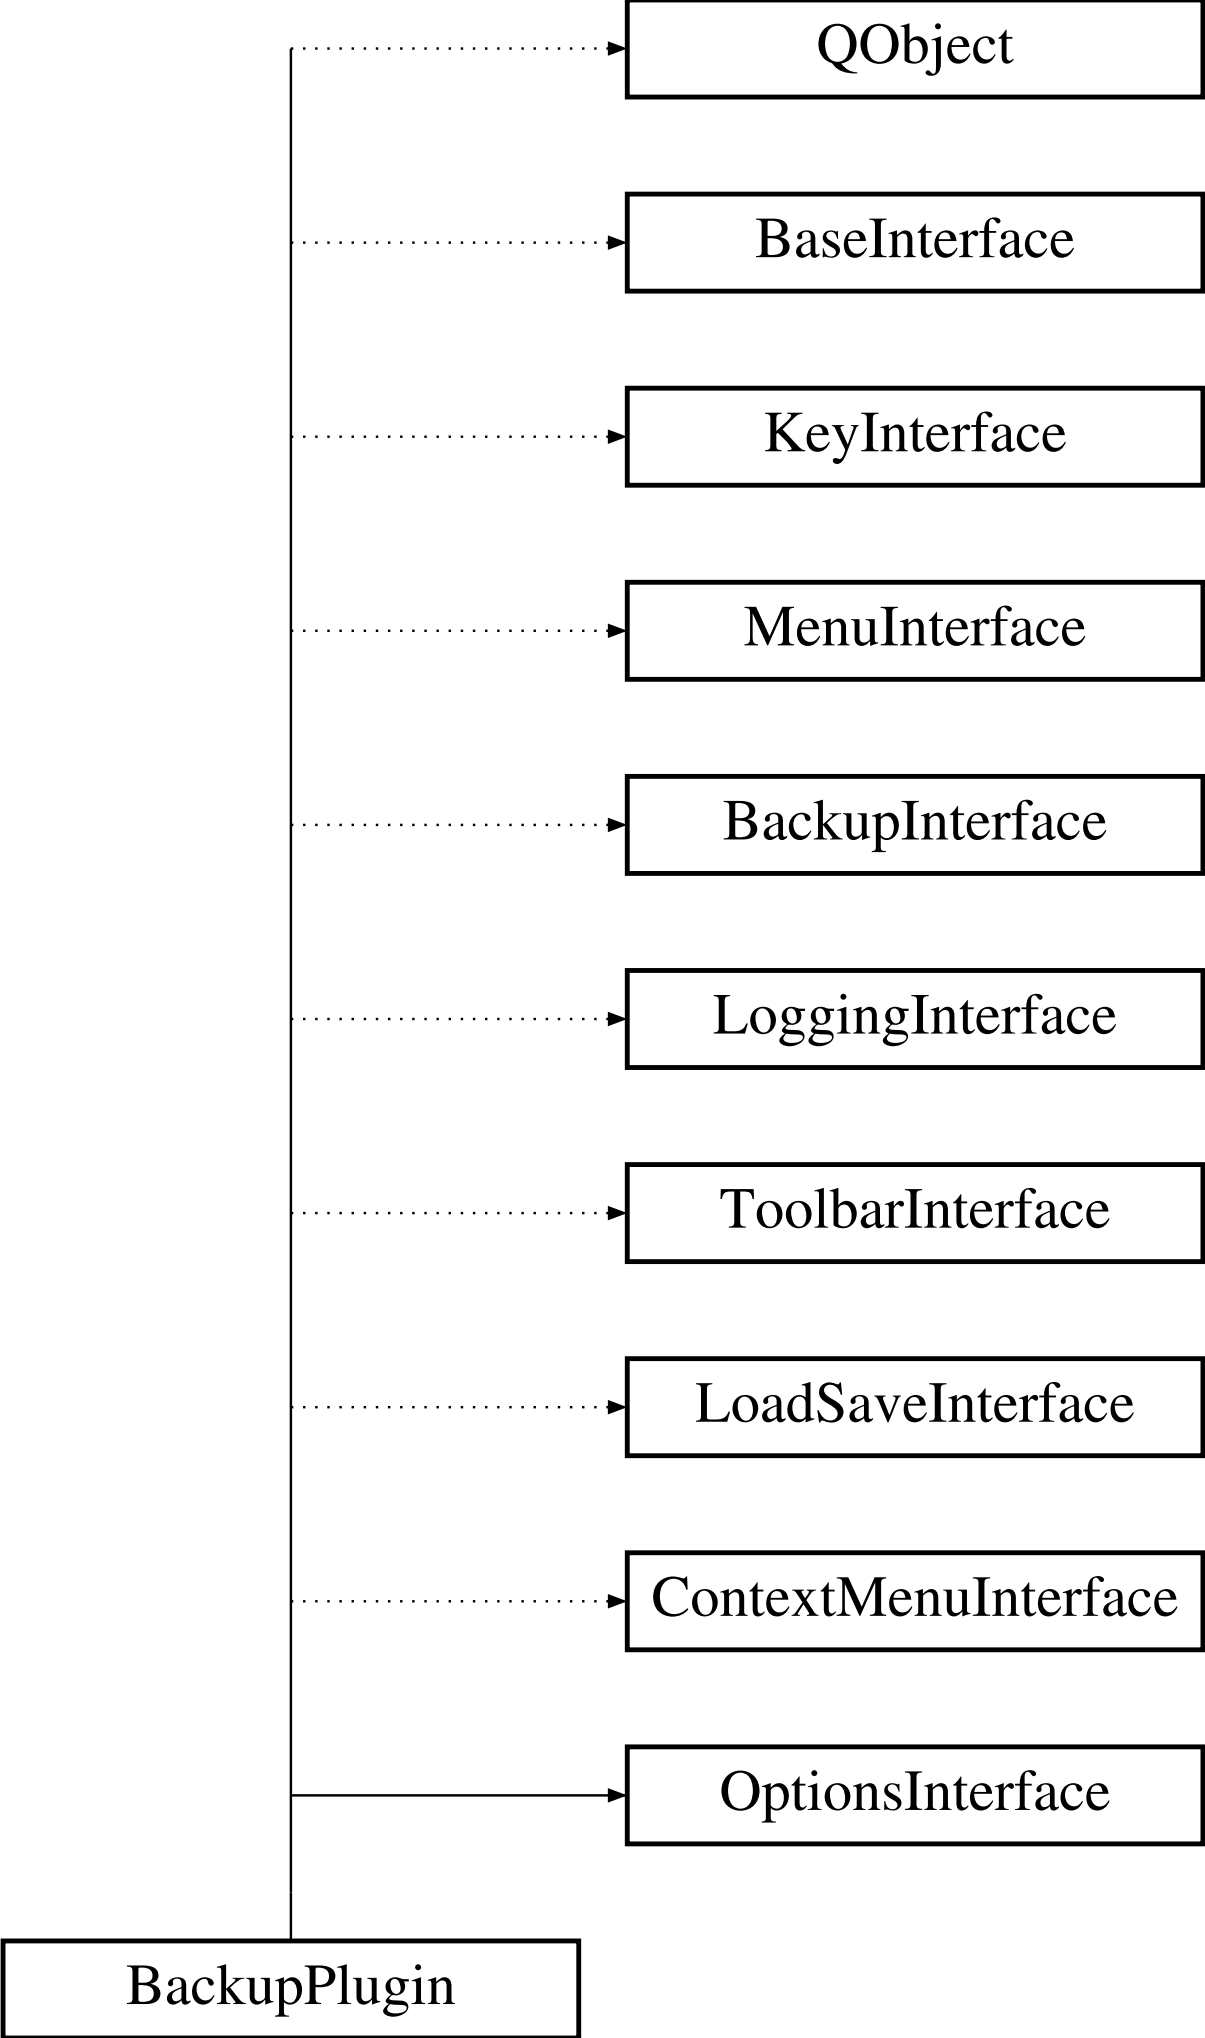 QObject
BaseInterface
KeyInterface
MenuInterface
BackupInterface
LoggingInterface
ToolbarInterface
LoadSaveInterface
ContextMenuInterface
OptionsInterface
BackupPlugin